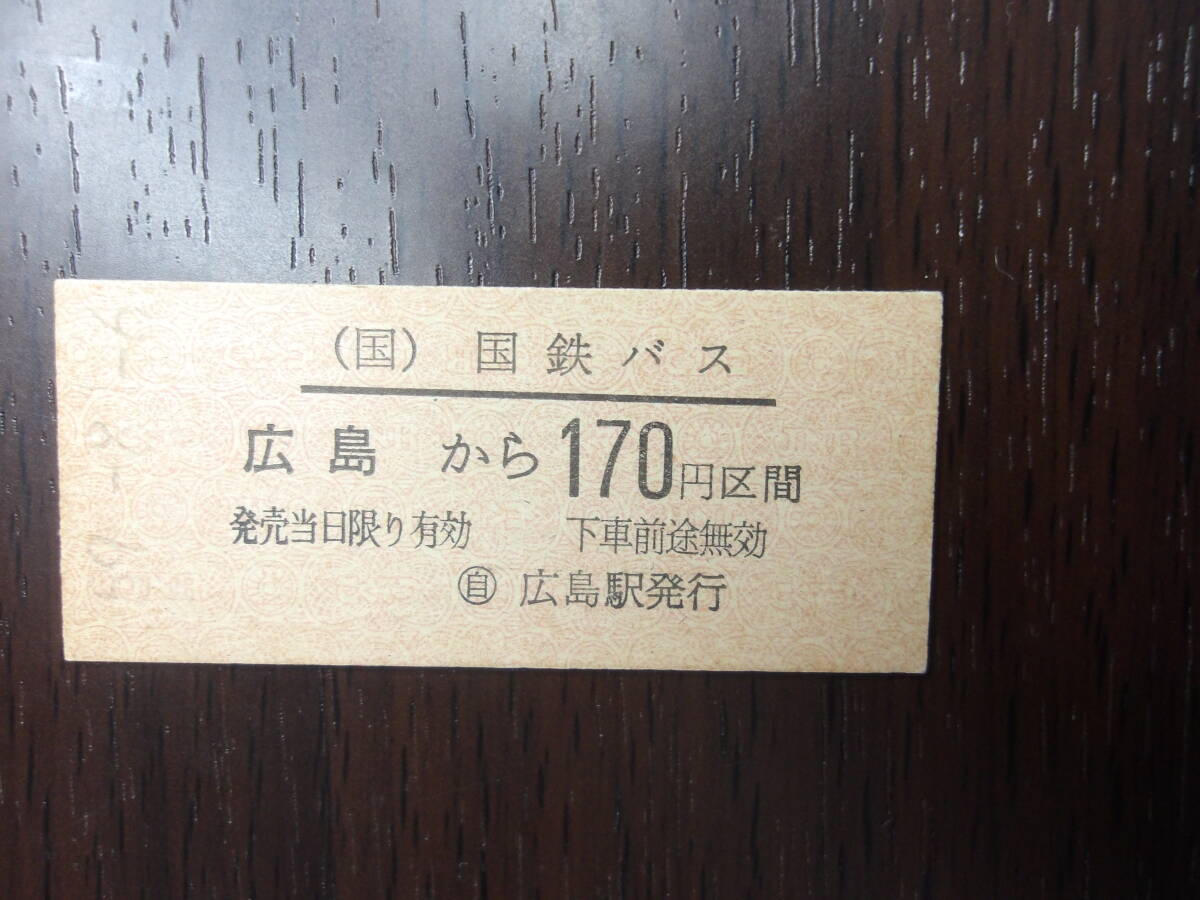 (国) 国鉄バス
広島 から 170円区間
発売当日限り有効 下車前途無効
㉂ 広島駅発行